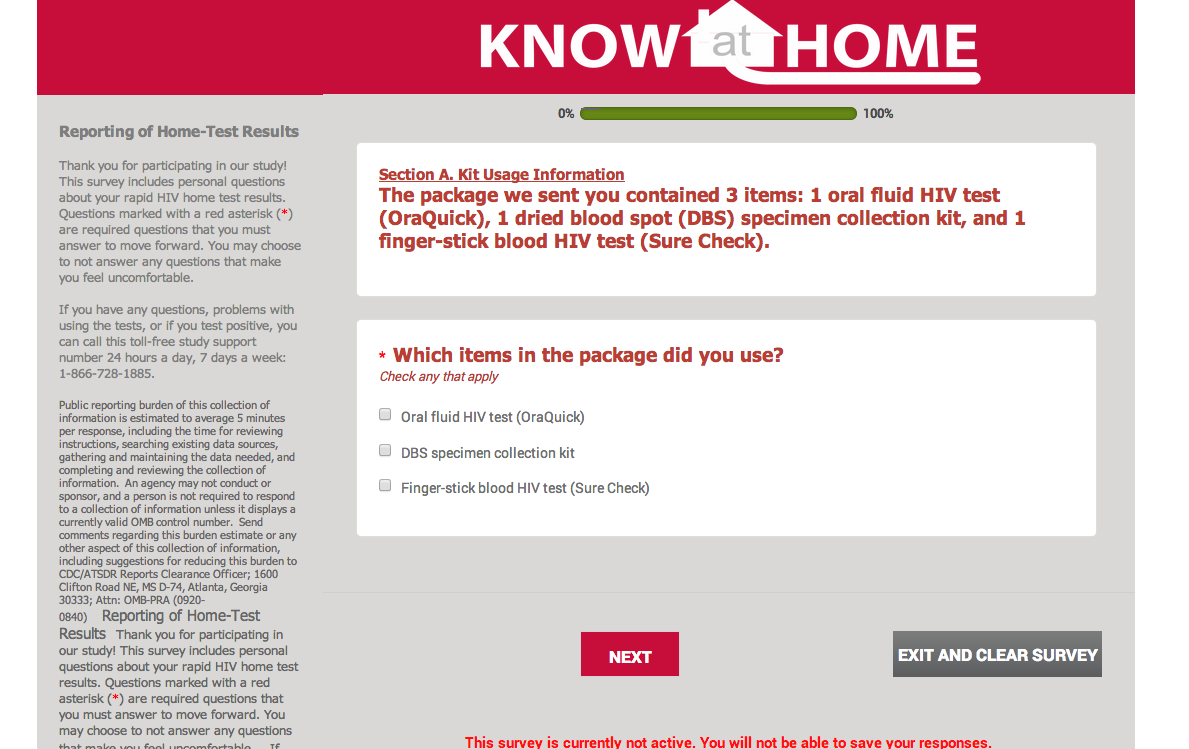 KNOW at HOME
0% 100%
Reporting of Home-Test Results
Thank you for participating in our study!
This survey includes personal questions
about your rapid HIV home test results.
Questions marked with a red asterisk (*)
are required questions that you must
answer to move forward. You may choose
to not answer any questions that make
you feel uncomfortable.
If you have any questions, problems with
using the tests, or if you test positive, you
can call this toll-free study support
number 24 hours a day, 7 days a week:
1-866-728-1885.
Public reporting burden of this collection of
information is estimated to average 5 minutes
per response, including the time for reviewing
instructions, searching existing data sources,
gathering and maintaining the data needed, and
completing and reviewing the collection of
information. An agency may not conduct or
sponsor, and a person is not required to respond
to a collection of information unless it displays a
currently valid OMB control number. Send
comments regarding this burden estimate or any
other aspect of this collection of information,
including suggestions for reducing this burden to
CDC/ATSDR Reports Clearance Officer; 1600
Clifton Road NE, MS D-74, Atlanta, Georgia
30333; Attn: OMB-PRA (0920-
0840) Reporting of Home-Test
Results Thank you for participating in
our study! This survey includes personal
questions about your rapid HIV home test
results. Questions marked with a red
asterisk (*) are required questions that
you must answer to move forward. You
may choose to not answer any questions
that make you feel uncomfortable. If
Section A. Kit Usage Information
The package we sent you contained 3 items: 1 oral fluid HIV test
(OraQuick), 1 dried blood spot (DBS) specimen collection kit, and 1
finger-stick blood HIV test (Sure Check).
* Which items in the package did you use?
Check any that apply
Oral fluid HIV test (OraQuick)
DBS specimen collection kit
Finger-stick blood HIV test (Sure Check)
NEXT
EXIT AND CLEAR SURVEY
This survey is currently not active. You will not be able to save your responses.